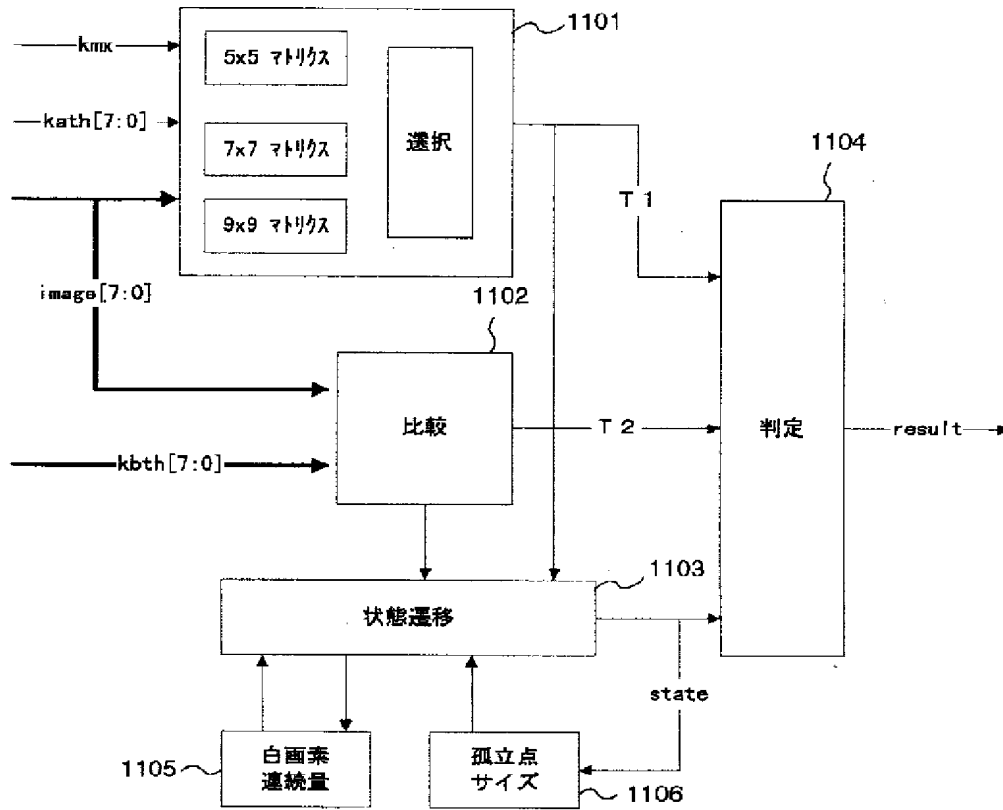 1101
kmx
5x5 マトリクス
kath[7:0]
7x7 マトリクス
選択
1104
9x9 マトリクス
T1
image[7:0]
1102
比較
T2
判定
result
kbth[7:0]
1103
状態遷移
state
1105
白画素
連続量
孤立点
サイズ
1106